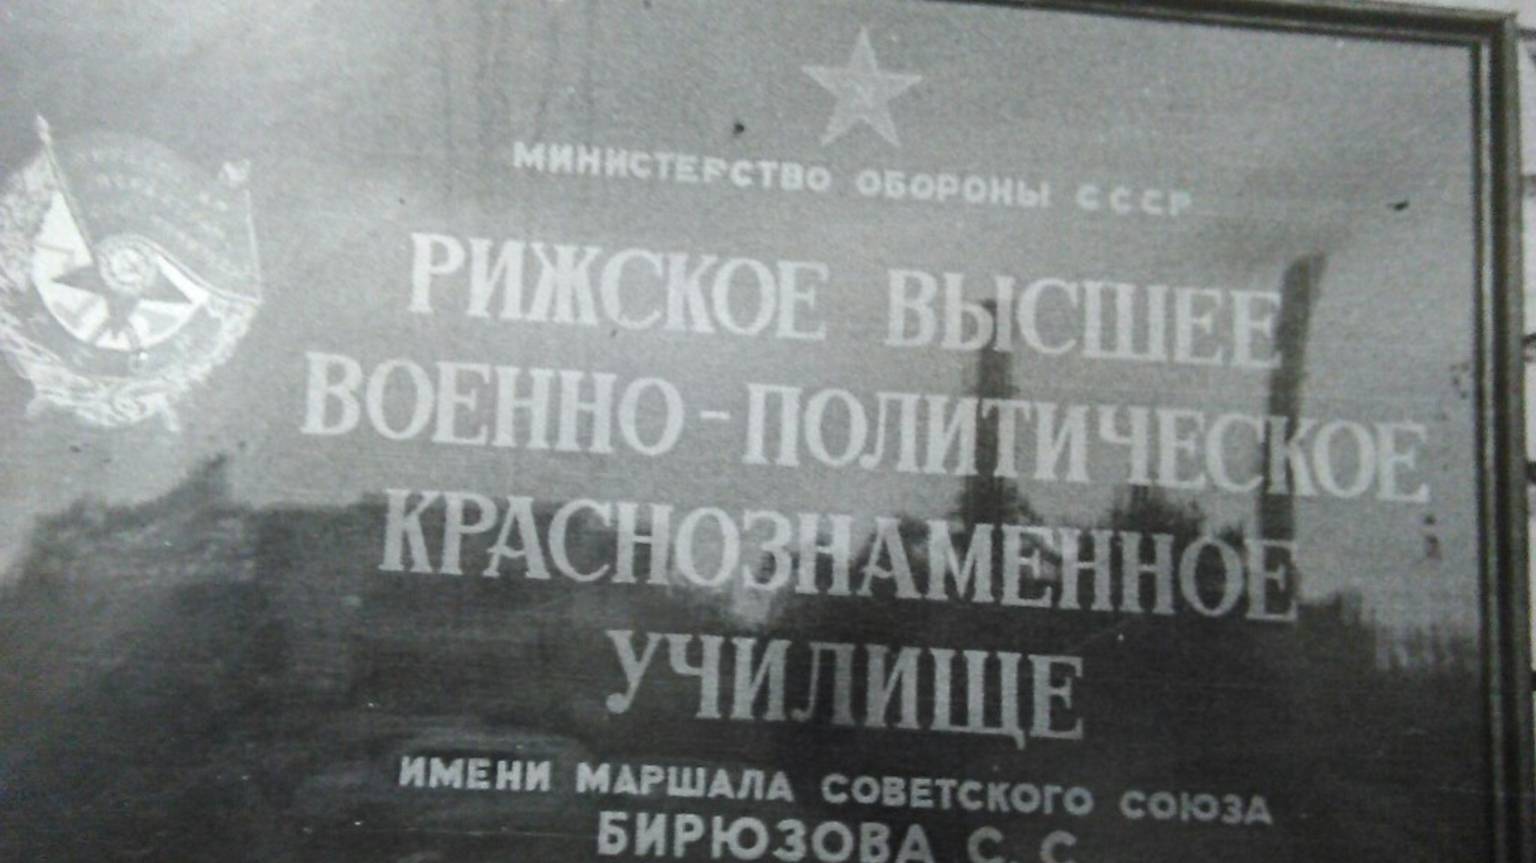 МИНИСТЕРСТВО ОБОРОНЫ СССР
РИЖСКОЕ ВЫСШЕЕ
ВОЕННО-ПОЛИТИЧЕСКОЕ
КРАСНОЗНАМЕННОЕ
УЧИЛИЩЕ
ИМЕНИ МАРШАЛА СОВЕТСКОГО СОЮЗА
БИРЮЗОВА С. С